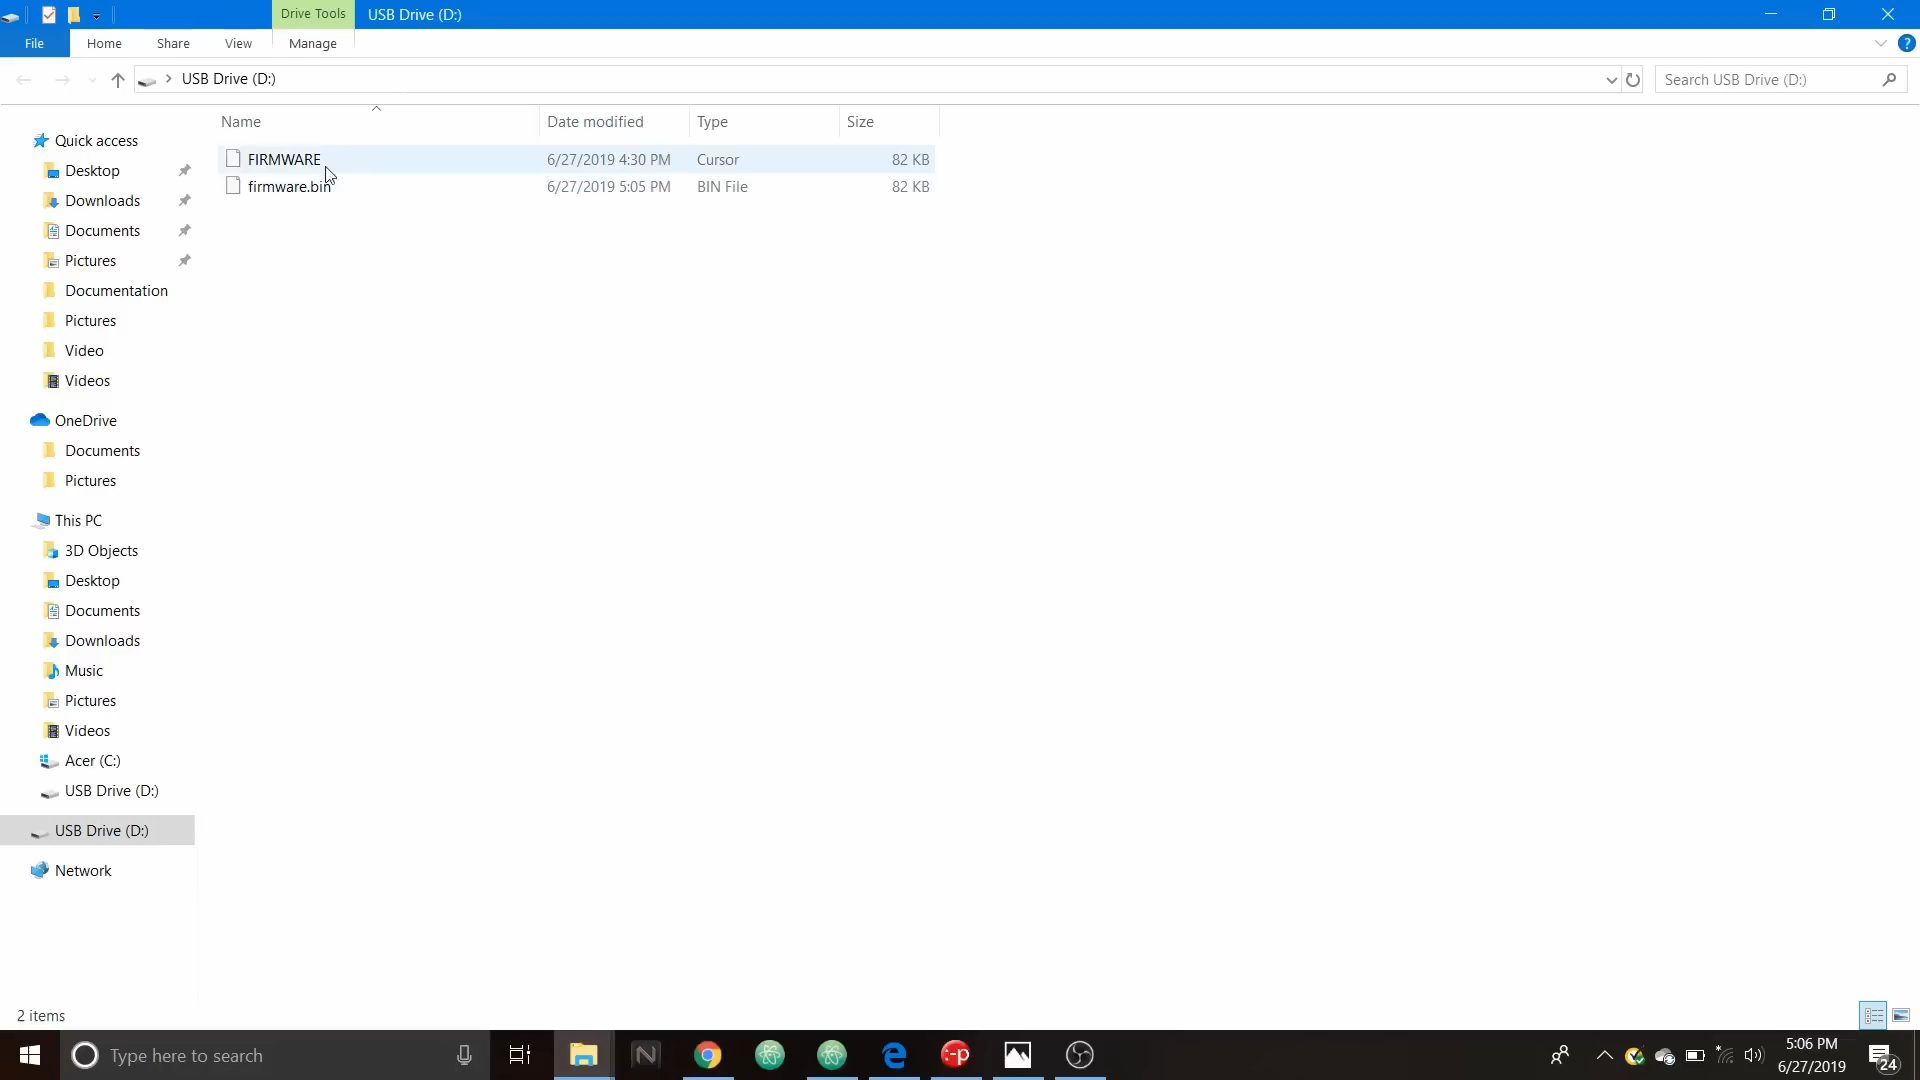 Drive Tools
USB Drive (D:)
File
Home
Share
View
Manage
USB Drive (D:)
Search USB Drive (D:)
Name
Date modified
Type
Size
FIRMWARE
6/27/2019 4:30 PM
Cursor
82 KB
firmware.bin
6/27/2019 5:05 PM
BIN File
82 KB
Quick access
Desktop
Downloads
Documents
Pictures
Documentation
Pictures
Video
Videos
OneDrive
Documents
Pictures
This PC
3D Objects
Desktop
Documents
Downloads
Music
Pictures
Videos
Acer (C:)
USB Drive (D:)
USB Drive (D:)
Network
2 items
Type here to search
5:06 PM
6/27/2019
24